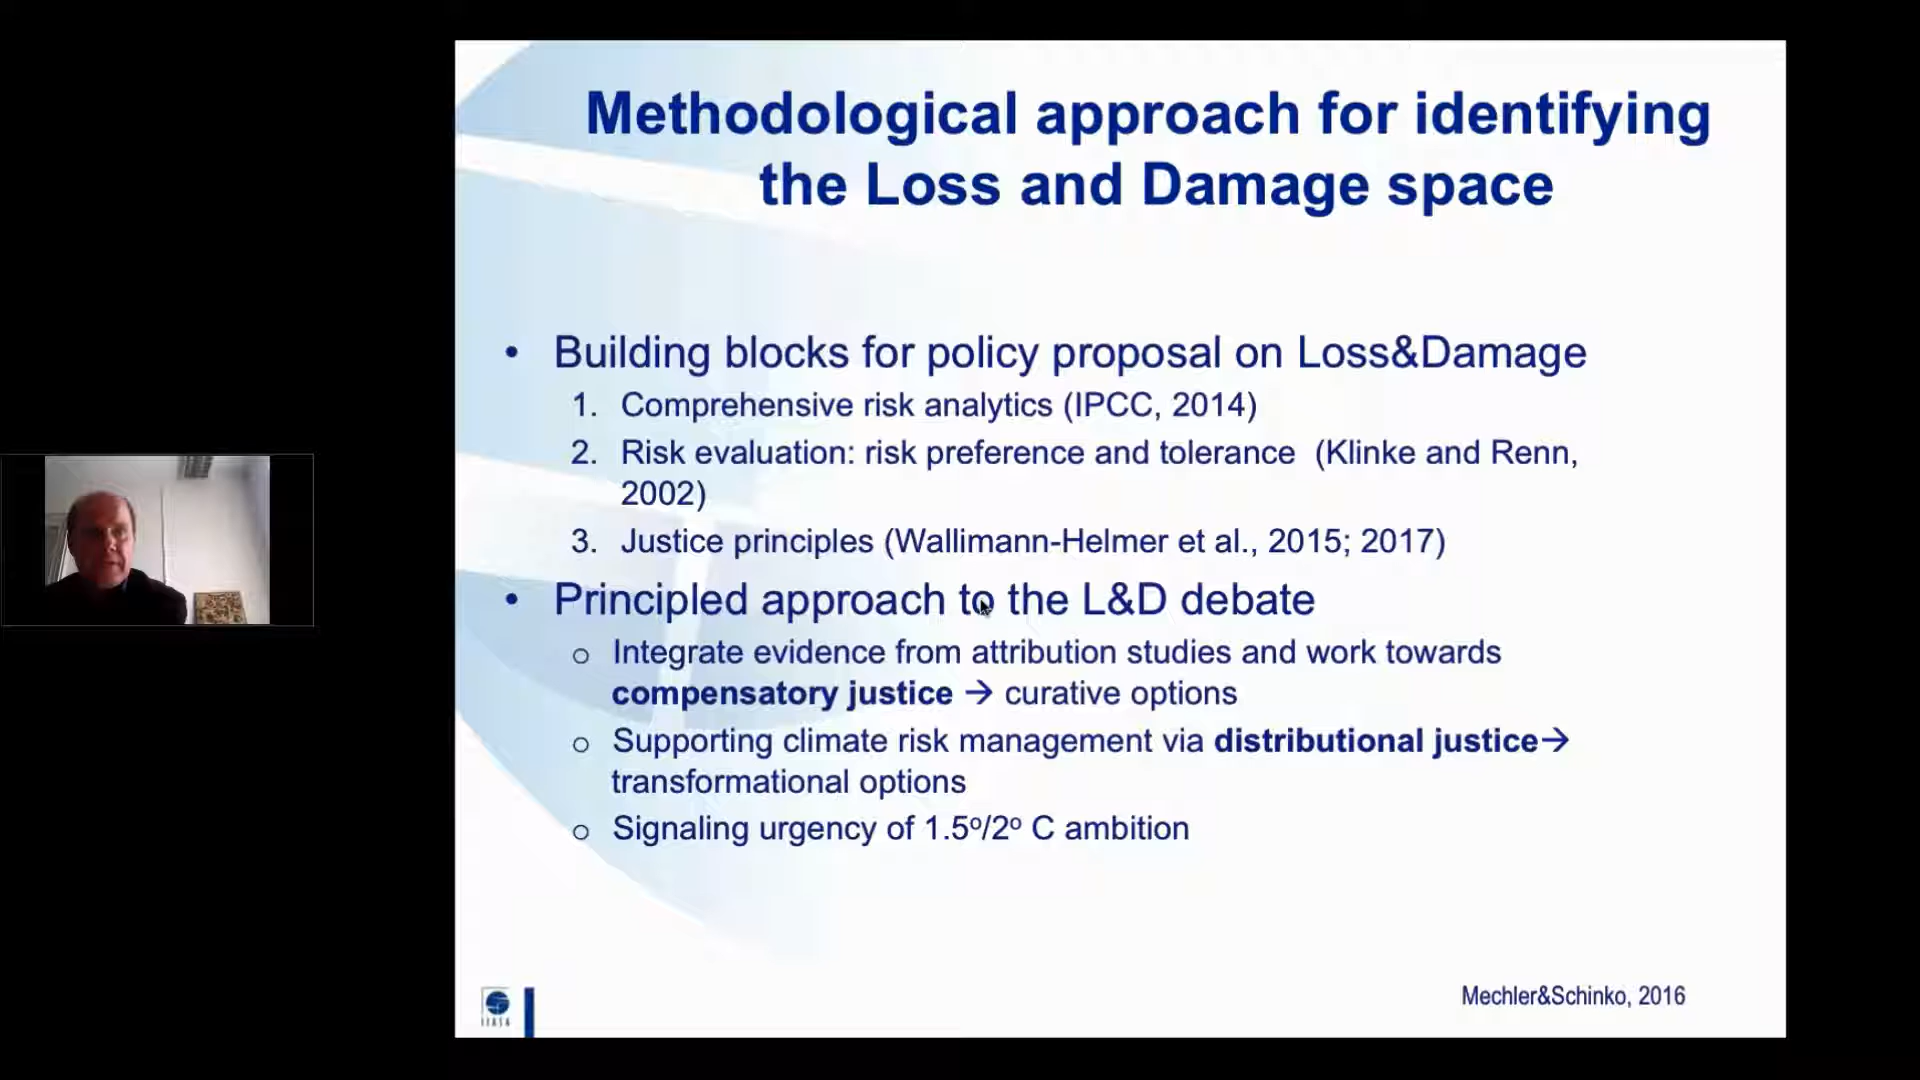 Methodological approach for identifying
the Loss and Damage space
• Building blocks for policy proposal on Loss&Damage
1. Comprehensive risk analytics (IPCC, 2014)
2. Risk evaluation: risk preference and tolerance (Klinke and Renn,
2002)
3. Justice principles (Wallimann-Helmer et al., 2015; 2017)
• Principled approach to the L&D debate
o Integrate evidence from attribution studies and work towards
compensatory justice → curative options
o Supporting climate risk management via distributional justice→
transformational options
o Signaling urgency of 1.5º/2º C ambition
IIASA
Mechler&Schinko, 2016